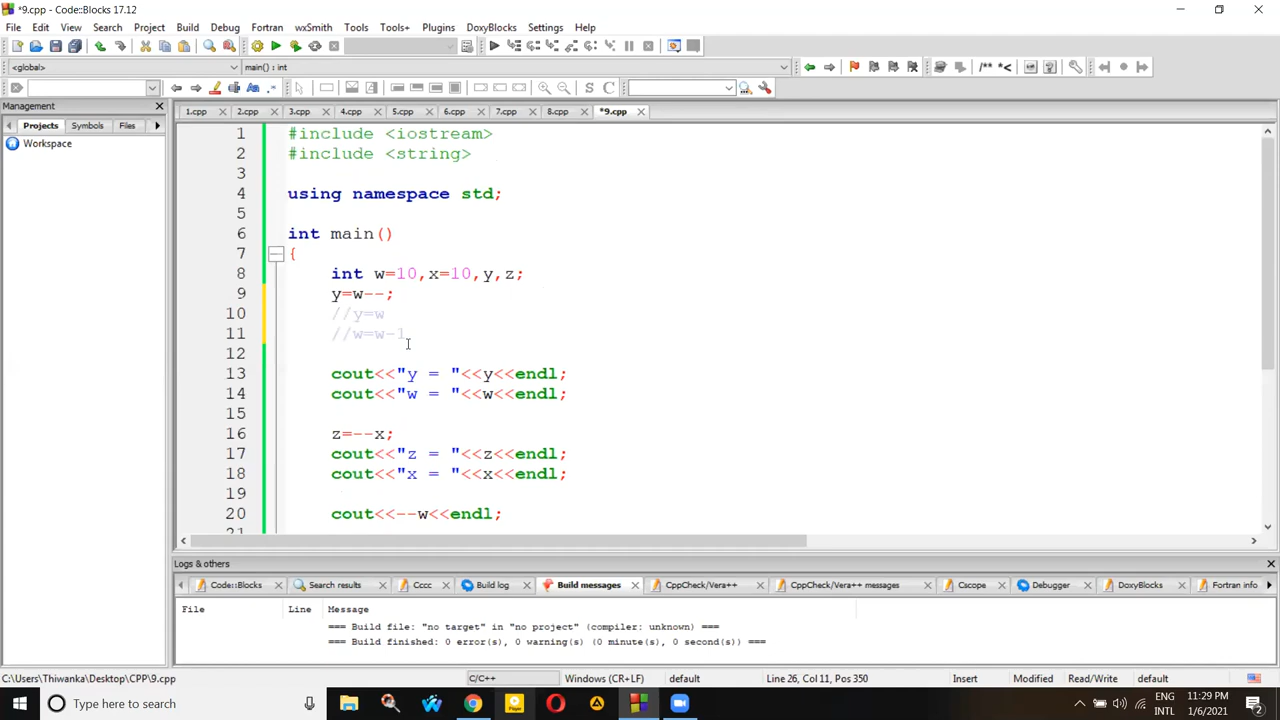 *9.cpp - Code::Blocks 17.12
File Edit View Search Project Build Debug Fortran wxSmith Tools Tools+ Plugins DoxyBlocks Settings Help
<global> main() : int /** *<
S C
Management
Projects Symbols Files
Workspace
1.cpp 2.cpp 3.cpp 4.cpp 5.cpp 6.cpp 7.cpp 8.cpp *9.cpp
1 #include <iostream>
2 #include <string>
3
4 using namespace std;
5
6 int main()
7 {
8 int w=10,x=10,y,z;
9 y=w--;
10 //y=w
11 //w=w-1
12
13 cout<<"y = "<<y<<endl;
14 cout<<"w = "<<w<<endl;
15
16 z=--x;
17 cout<<"z = "<<z<<endl;
18 cout<<"x = "<<x<<endl;
19
20 cout<<--w<<endl;
21
Logs & others
Code::Blocks Search results Cccc Build log Build messages CppCheck/Vera++ CppCheck/Vera++ messages Cscope Debugger DoxyBlocks Fortran info
File Line Message
=== Build file: "no target" in "no project" (compiler: unknown) ===
=== Build finished: 0 error(s), 0 warning(s) (0 minute(s), 0 second(s)) ===
C:\Users\Thiwanka\Desktop\CPP\9.cpp C/C++ Windows (CR+LF) default Line 26, Col 11, Pos 350 Insert Modified Read/Write default
Type here to search
ENG 11:29 PM
INTL 1/6/2021